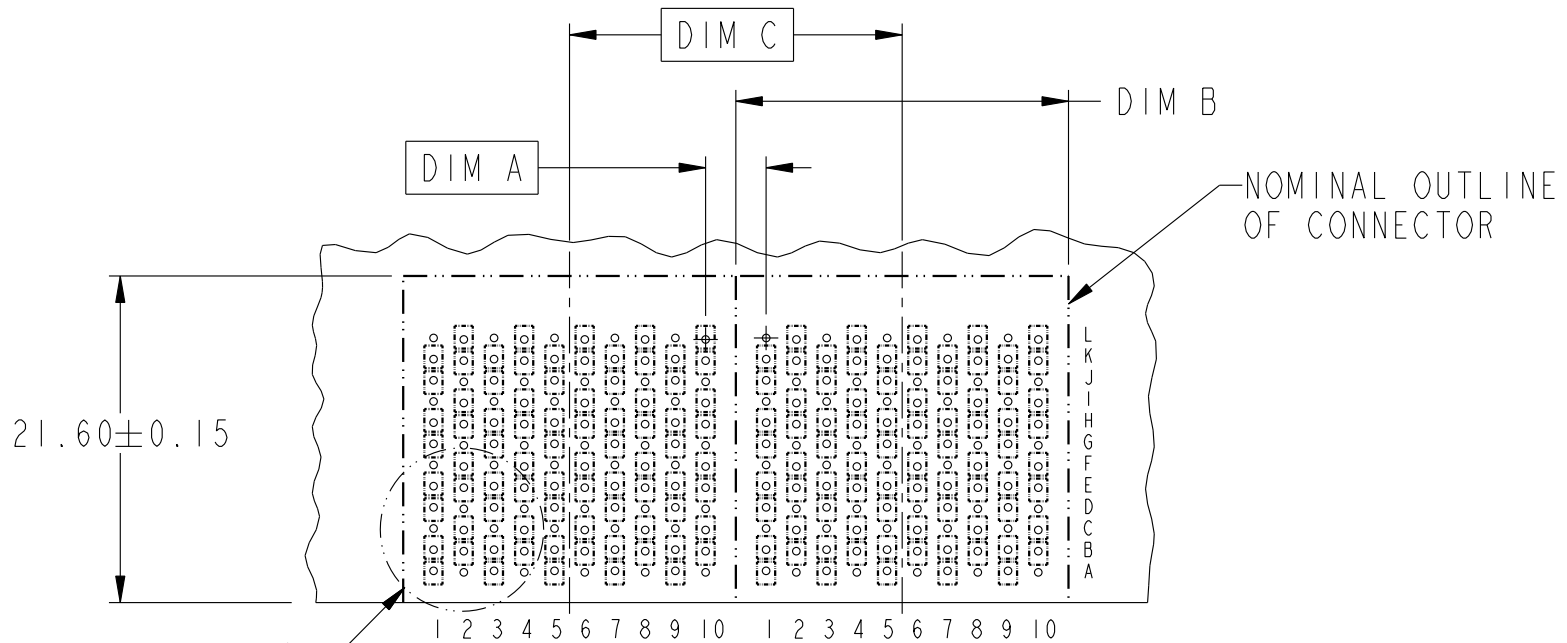 DIM C
DIM B
DIM A
NOMINAL OUTLINE
OF CONNECTOR
21.60±0.15
L
K
J
I
H
G
F
E
D
C
B
A
1 2 3 4 5 6 7 8 9 10 1 2 3 4 5 6 7 8 9 10